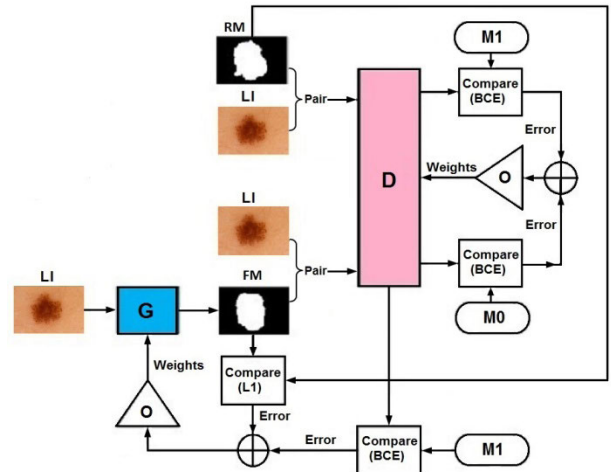 RM
M1
LI
Pair
Compare
(BCE)
Error
D
Weights
O
LI
Error
Pair
Compare
(BCE)
LI
FM
G
M0
Weights
Compare
(L1)
O
Error
Error
Compare
(BCE)
M1